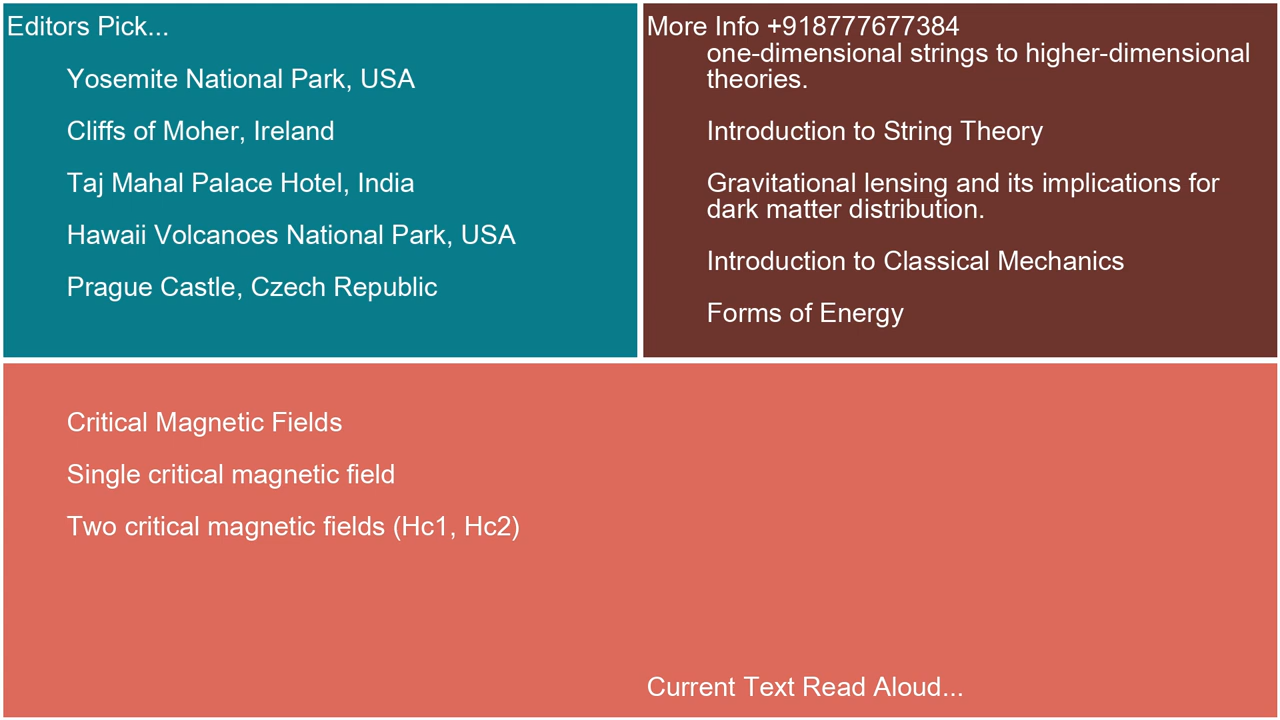 Editors Pick...
Yosemite National Park, USA
Cliffs of Moher, Ireland
Taj Mahal Palace Hotel, India
Hawaii Volcanoes National Park, USA
Prague Castle, Czech Republic
More Info +918777677384
one-dimensional strings to higher-dimensional
theories.
Introduction to String Theory
Gravitational lensing and its implications for
dark matter distribution.
Introduction to Classical Mechanics
Forms of Energy
Critical Magnetic Fields
Single critical magnetic field
Two critical magnetic fields (Hc1, Hc2)
Current Text Read Aloud...